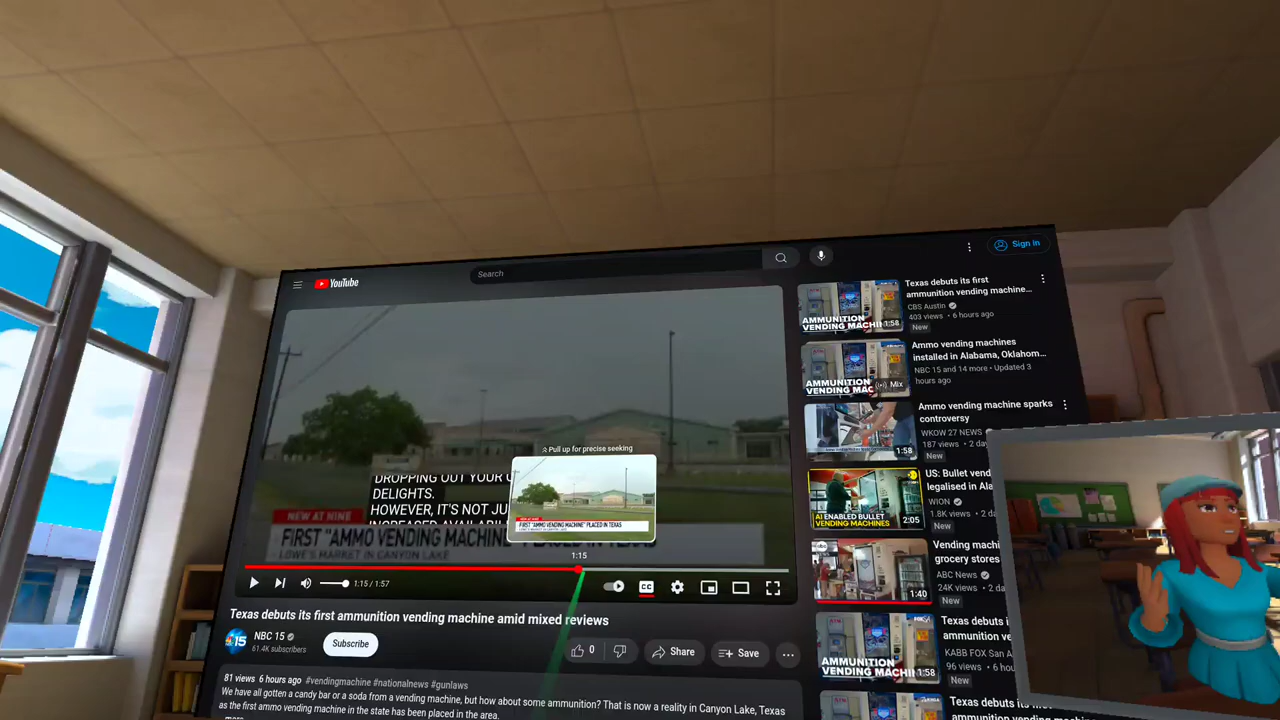 YouTube
Search
Sign in
DROPPING OUT YOUR
DELIGHTS.
HOWEVER, IT'S NOT JU
Pull up for precise seeking
NEW AT NINE
FIRST "AMMO VENDING MACHINE" PLACED IN TEXAS
LOWE'S MARKET IN CANYON LAKE
NEW AT NINE
FIRST "AMMO VENDING MACHINE" PLACED IN TEXAS
1:15
1:15 / 1:57
CC
Texas debuts its first ammunition vending machine amid mixed reviews
15
NBC 15
61.4K subscribers
Subscribe
0
Share
Save
81 views 6 hours ago #vendingmachine #nationalnews #gunlaws
We have all gotten a candy bar or a soda from a vending machine, but how about some ammunition? That is now a reality in Canyon Lake, Texas
as the first ammo vending machine in the state has been placed in the area.
AMMUNITION
VENDING MACHIN
1:58
Texas debuts its first
ammunition vending machine...
CBS Austin
403 views • 6 hours ago
New
AMMUNITION
VENDING MAC
Mix
Ammo vending machines
installed in Alabama, Oklahom...
NBC 15 and 14 more • Updated 3
hours ago
1:58
Ammo vending machine sparks
controversy
WKOW 27 NEWS
187 views • 2 da
New
AI ENABLED BULLET
VENDING MACHINES
2:05
US: Bullet vend
legalised in Ala
WION
1.8K views • 2
New
abc
1:40
Vending machi
grocery stores
ABC News
24K views • 2 da
New
AMMUNITION
VENDING MACHIN
1:58
Texas debuts i
ammunition ve
KABB FOX San A
96 views • 6 hou
New
Texas debuts i
ammunition